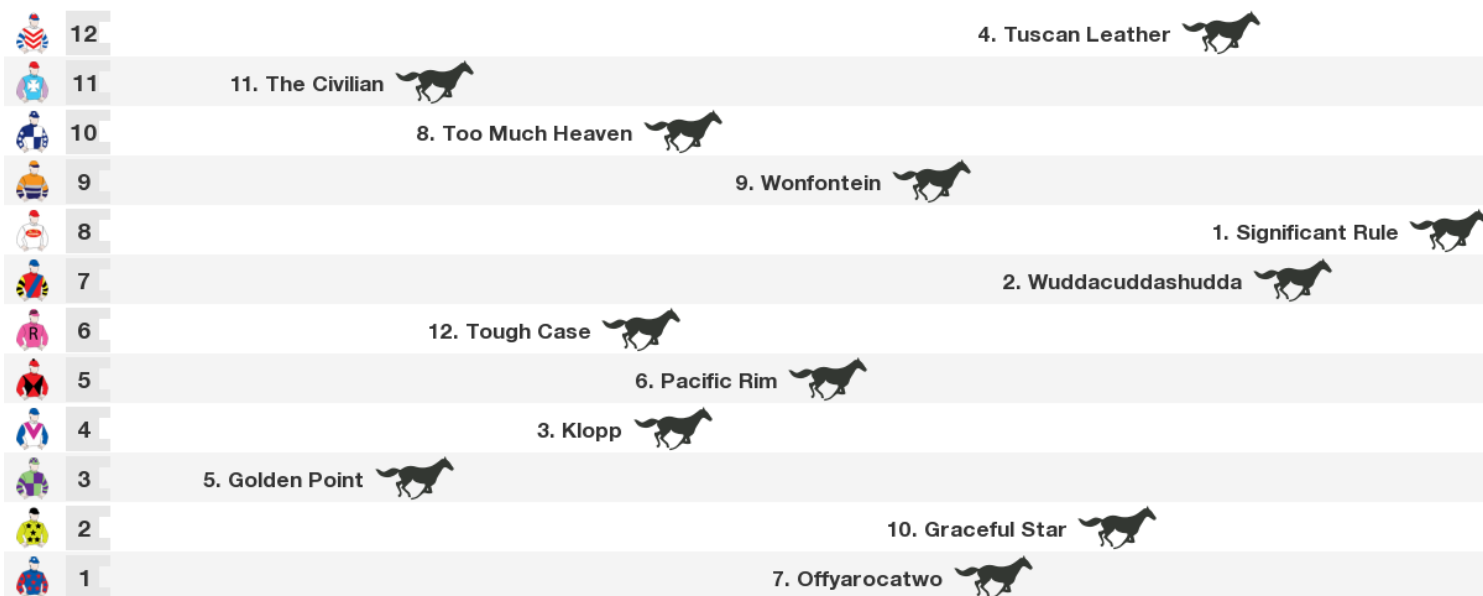 12 4. Tuscan Leather
11 11. The Civilian
10 8. Too Much Heaven
9 9. Wonfontein
8 1. Significant Rule
7 2. Wuddacuddashudda
R 6 12. Tough Case
5 6. Pacific Rim
4 3. Klopp
3 5. Golden Point
2 10. Graceful Star
1 7. Offyarocatwo